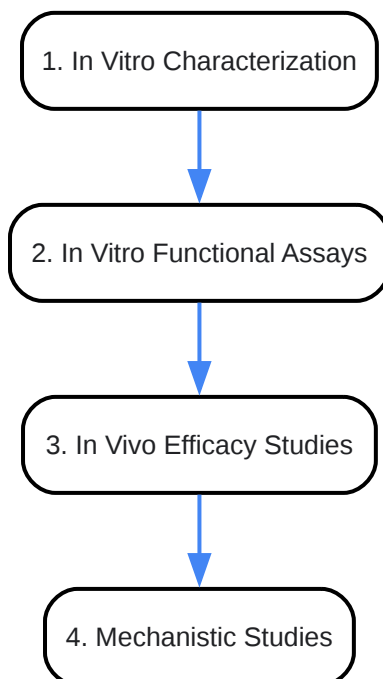 1. In Vitro Characterization
2. In Vitro Functional Assays
3. In Vivo Efficacy Studies
4. Mechanistic Studies